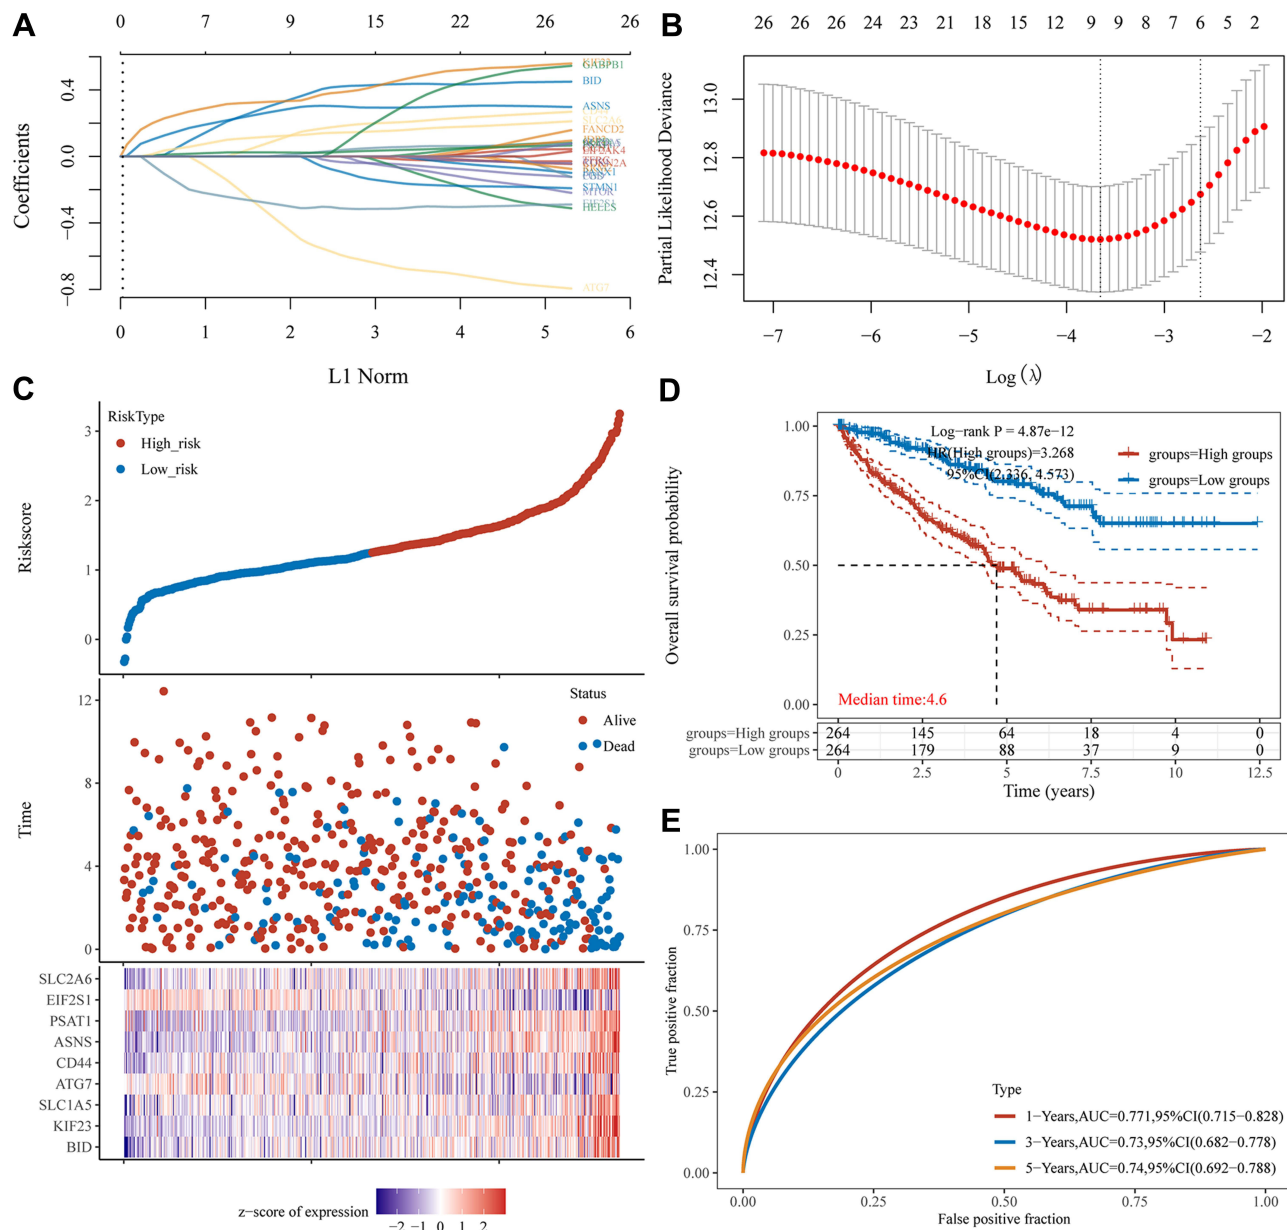 A
0 7 9 15 22 26 26
Coefficients
0.4
0.0
−0.4
−0.8
GABPB1
BID
ASNS
SLC2A6
FANCD2
EIF2AK4
STMN1
MTOR
EIF2S1
HELLS
ATG7
0 1 2 3 4 5 6
L1 Norm
B
26 26 26 24 23 21 18 15 12 9 9 8 7 6 5 2
Partial Likelihood Deviance
13.0
12.8
12.6
12.4
−7 −6 −5 −4 −3 −2
Log (λ)
C
RiskType
High_risk
Low_risk
Riskscore
3
2
1
0
Status
Alive
Dead
Time
12
8
4
0
SLC2A6
EIF2S1
PSAT1
ASNS
CD44
ATG7
SLC1A5
KIF23
BID
z−score of expression
−2 −1 0 1 2
D
Log−rank P = 4.87e−12
HR(High groups)=3.268
95%CI(2.336, 4.573)
groups=High groups
groups=Low groups
Overall survival probability
1.00
0.75
0.50
0.25
0.00
Median time:4.6
groups=High groups 264 145 64 18 4 0
groups=Low groups 264 179 88 37 9 0
0 2.5 5 7.5 10 12.5
Time (years)
E
True positive fraction
1.00
0.75
0.50
0.25
0.00
Type
1−Years,AUC=0.771,95%CI(0.715−0.828)
3−Years,AUC=0.73,95%CI(0.682−0.778)
5−Years,AUC=0.74,95%CI(0.692−0.788)
0.00 0.25 0.50 0.75 1.00
False positive fraction